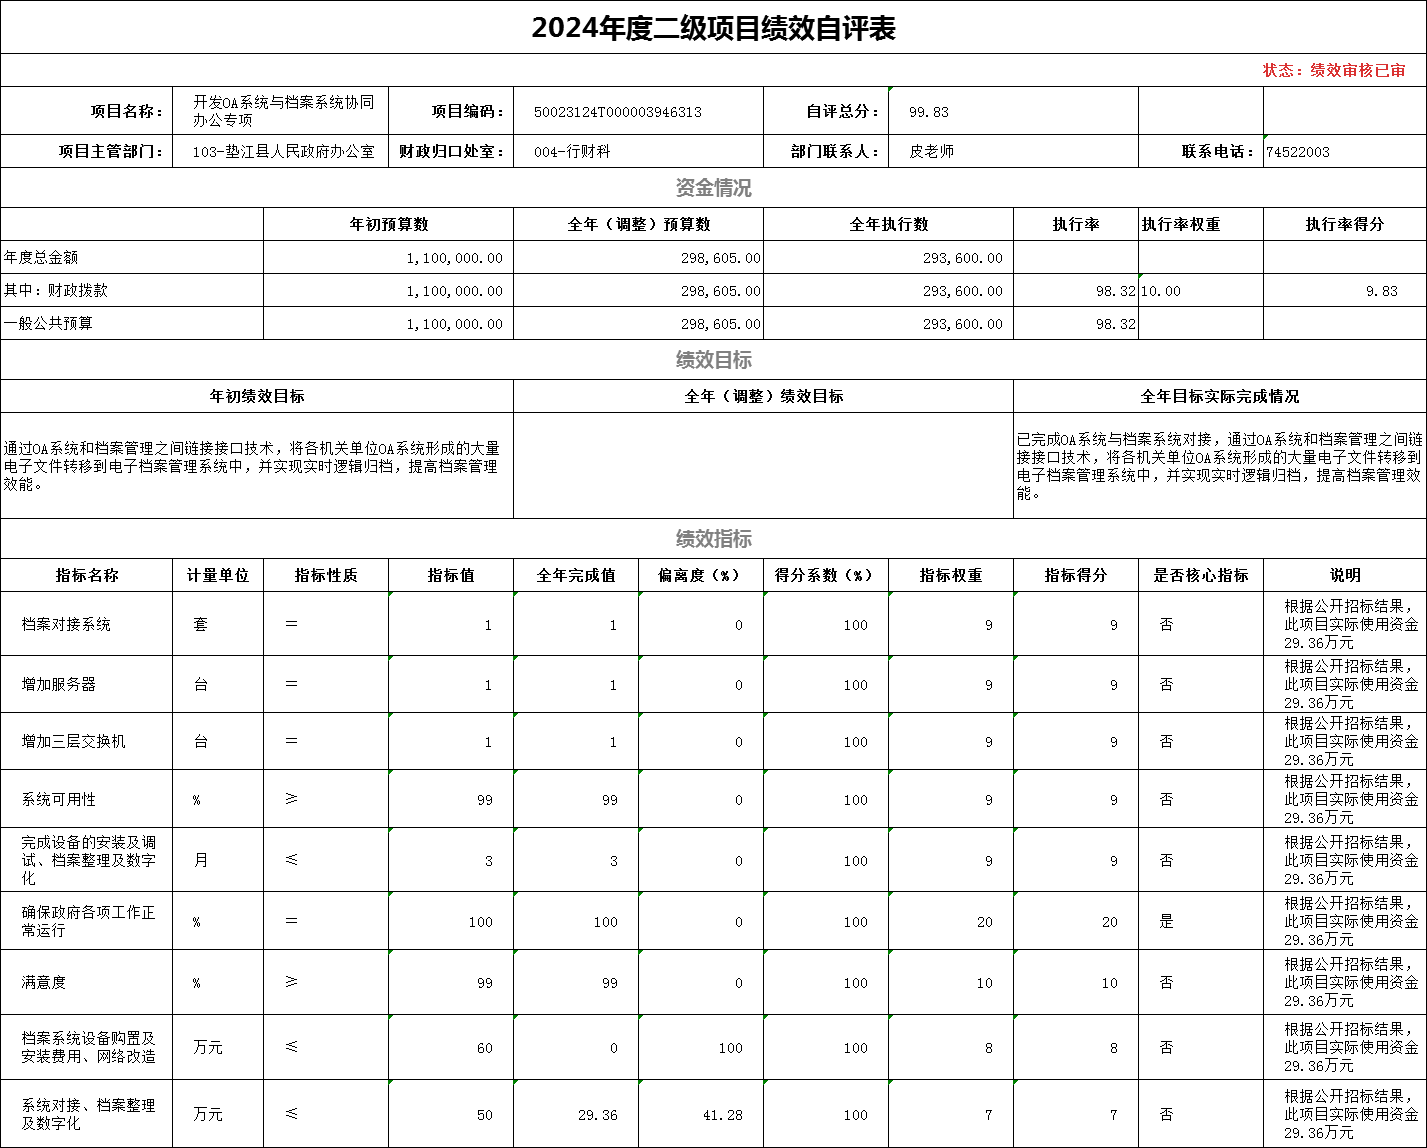 2024年度二级项目绩效自评表
状态：绩效审核已审
项目名称： 开发OA系统与档案系统协同办公专项 项目编码： 50023124T000003946313 自评总分： 99.83
项目主管部门： 103-垫江县人民政府办公室 财政归口处室： 004-行财科 部门联系人： 皮老师 联系电话： 74522003
资金情况
年初预算数 全年（调整）预算数 全年执行数 执行率 执行率权重 执行率得分
年度总金额 1,100,000.00 298,605.00 293,600.00
其中：财政拨款 1,100,000.00 298,605.00 293,600.00 98.32 10.00 9.83
一般公共预算 1,100,000.00 298,605.00 293,600.00 98.32
绩效目标
年初绩效目标 全年（调整）绩效目标 全年目标实际完成情况
通过OA系统和档案管理之间链接接口技术，将各机关单位OA系统形成的大量
电子文件转移到电子档案管理系统中，并实现实时逻辑归档，提高档案管理
效能。
已完成OA系统与档案系统对接，通过OA系统和档案管理之间链
接接口技术，将各机关单位OA系统形成的大量电子文件转移到
电子档案管理系统中，并实现实时逻辑归档，提高档案管理效
能。
绩效指标
指标名称 计量单位 指标性质 指标值 全年完成值 偏离度（%） 得分系数（%） 指标权重 指标得分 是否核心指标 说明
档案对接系统 套 ＝ 1 1 0 100 9 9 否 根据公开招标结果，此项目实际使用资金29.36万元
增加服务器 台 ＝ 1 1 0 100 9 9 否 根据公开招标结果，此项目实际使用资金29.36万元
增加三层交换机 台 ＝ 1 1 0 100 9 9 否 根据公开招标结果，此项目实际使用资金29.36万元
系统可用性 % ≥ 99 99 0 100 9 9 否 根据公开招标结果，此项目实际使用资金29.36万元
完成设备的安装及调试、档案整理及数字化 月 ≤ 3 3 0 100 9 9 否 根据公开招标结果，此项目实际使用资金29.36万元
确保政府各项工作正常运行 % ＝ 100 100 0 100 20 20 是 根据公开招标结果，此项目实际使用资金29.36万元
满意度 % ≥ 99 99 0 100 10 10 否 根据公开招标结果，此项目实际使用资金29.36万元
档案系统设备购置及安装费用、网络改造 万元 ≤ 60 0 100 100 8 8 否 根据公开招标结果，此项目实际使用资金29.36万元
系统对接、档案整理及数字化 万元 ≤ 50 29.36 41.28 100 7 7 否 根据公开招标结果，此项目实际使用资金29.36万元